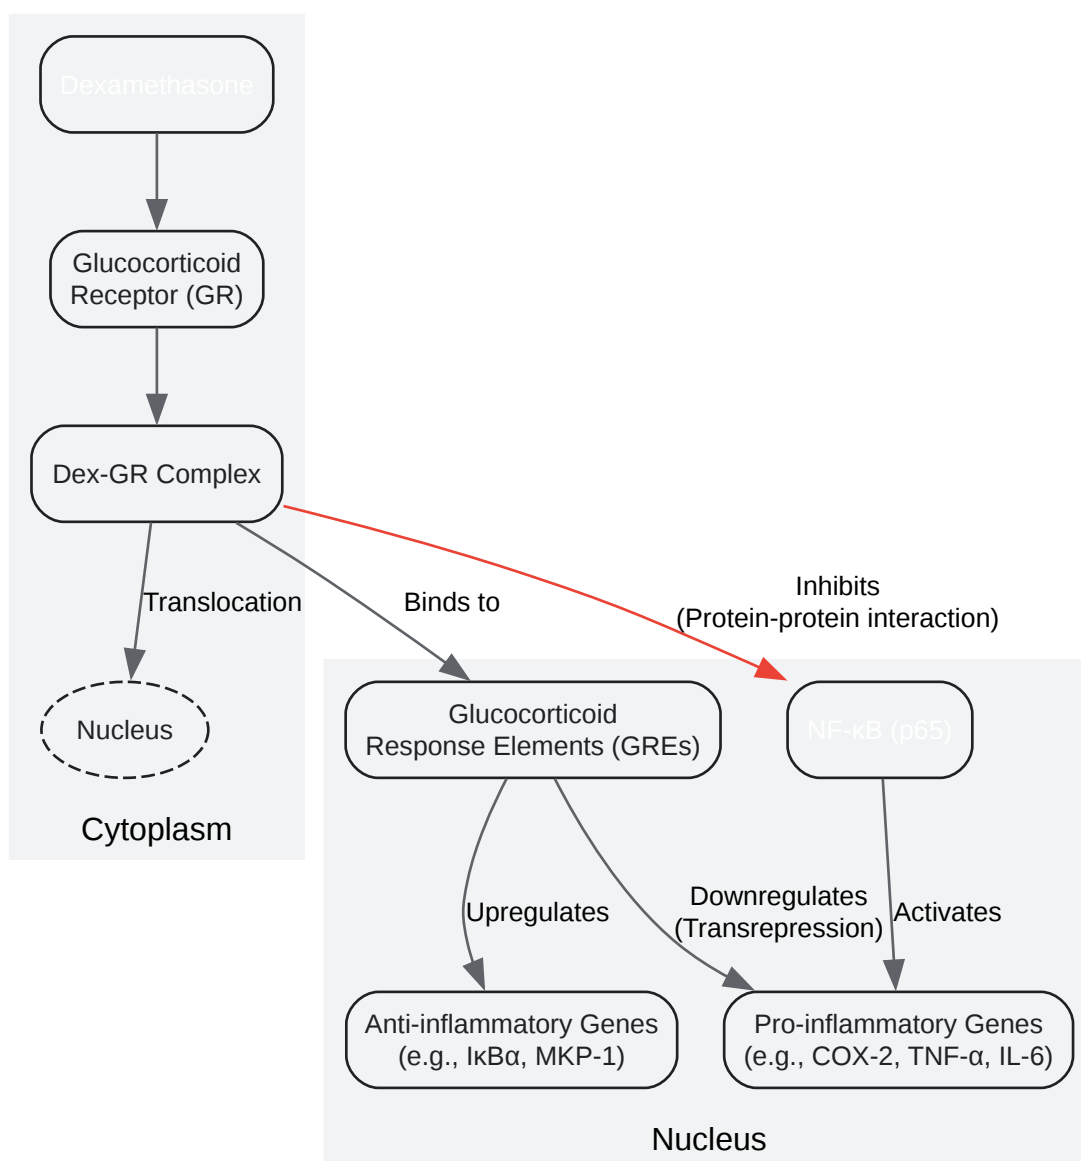 Dexamethasone
Glucocorticoid
Receptor (GR)
Dex-GR Complex
Translocation
Binds to
Inhibits
(Protein-protein interaction)
Nucleus
Cytoplasm
Glucocorticoid
Response Elements (GREs)
NF-κB (p65)
Upregulates
Downregulates
(Transrepression)
Activates
Anti-inflammatory Genes
(e.g., IκBα, MKP-1)
Pro-inflammatory Genes
(e.g., COX-2, TNF-α, IL-6)
Nucleus